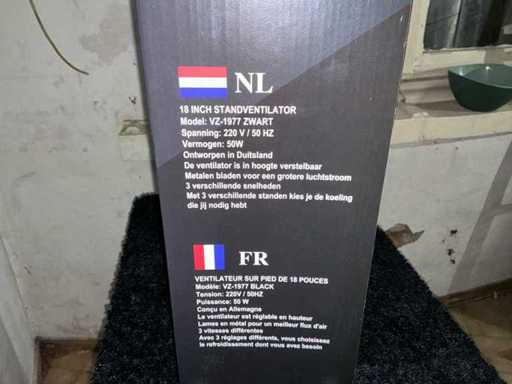 NL
18 INCH STANDVENTILATOR
Model: VZ-1977 ZWART
Spanning: 220 V / 50 HZ
Vermogen: 50W
Ontworpen in Duitsland
De ventilator is in hoogte verstelbaar
Metalen bladen voor een grotere luchtstroom
3 verschillende snelheden
Met 3 verschillende standen kies je de koeling
die jij nodig hebt
FR
VENTILATEUR SUR PIED DE 18 POUCES
Modèle: VZ-1977 BLACK
Tension: 220V / 50HZ
Puissance: 50 W
Conçu en Allemagne
Le ventilateur est réglable en hauteur
Lames en métal pour un meilleur flux d'air
3 vitesses différentes
Avec 3 réglages différents, vous choisissez
le refroidissement dont vous avez besoin